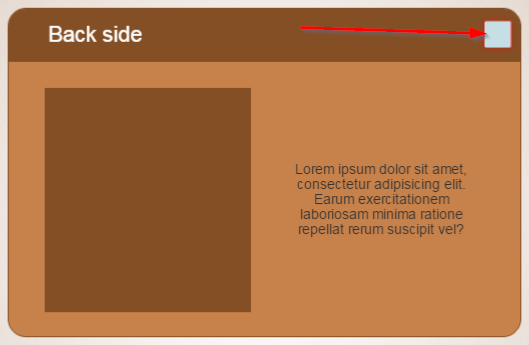 Back side
Lorem ipsum dolor sit amet,
consectetur adipisicing elit.
Earum exercitationem
laboriosam minima ratione
repellat rerum suscipit vel?